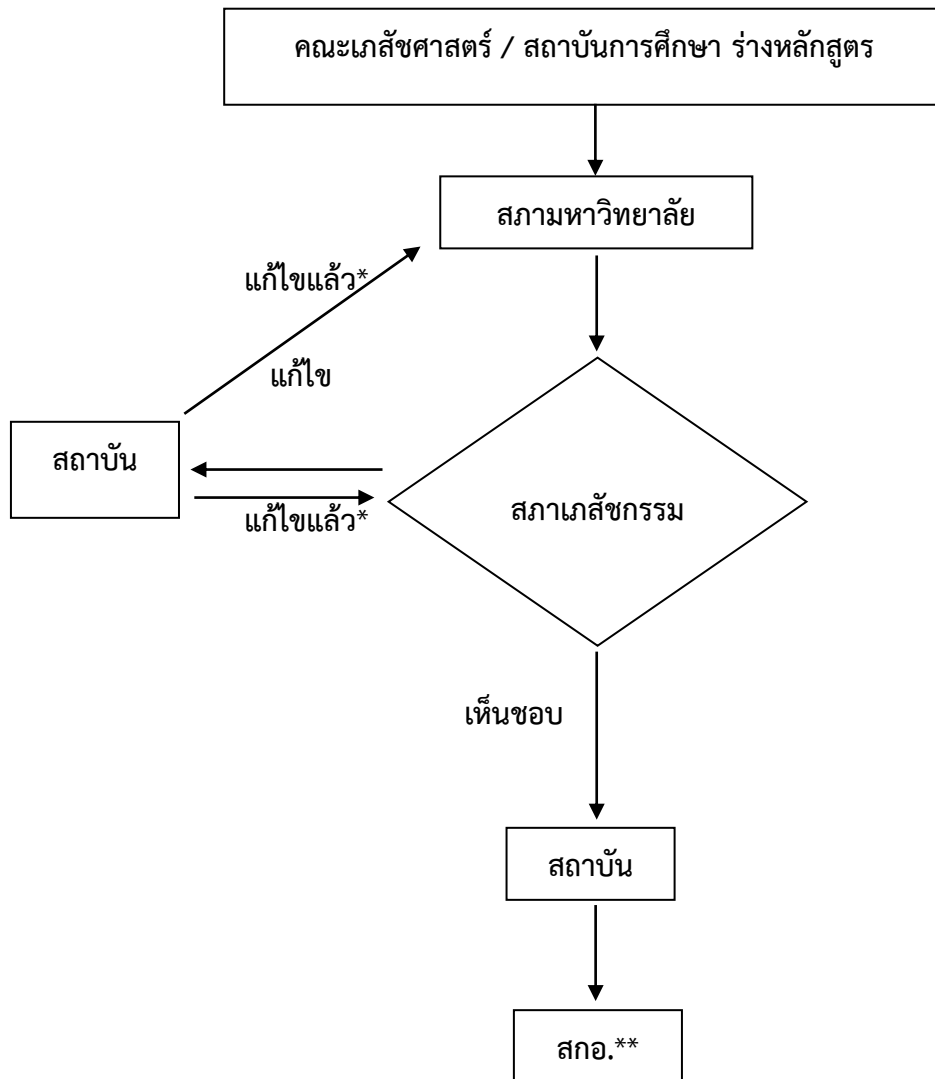 คณะเภสัชศาสตร์ / สถาบันการศึกษา ร่างหลักสูตร
สภามหาวิทยาลัย
แก้ไขแล้ว*
แก้ไข
สถาบัน
แก้ไขแล้ว*
สภาเภสัชกรรม
เห็นชอบ
สถาบัน
สกอ.**